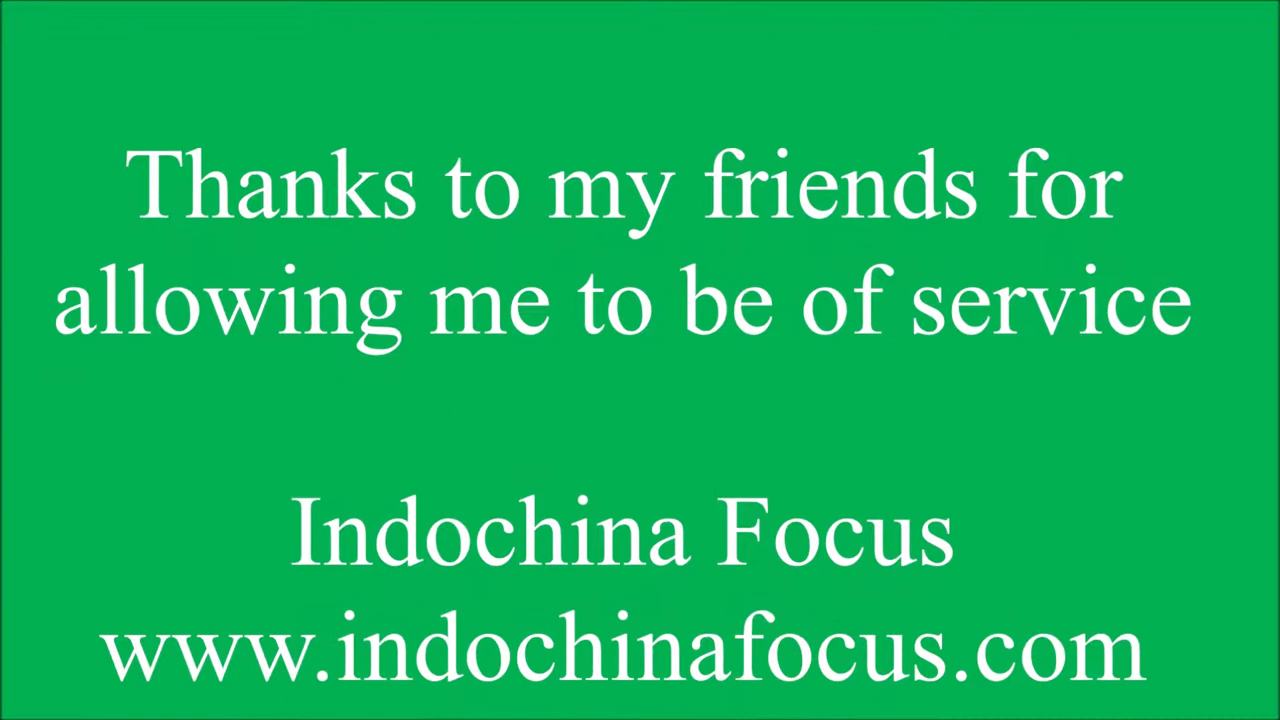 Thanks to my friends for
allowing me to be of service
Indochina Focus
www.indochinafocus.com